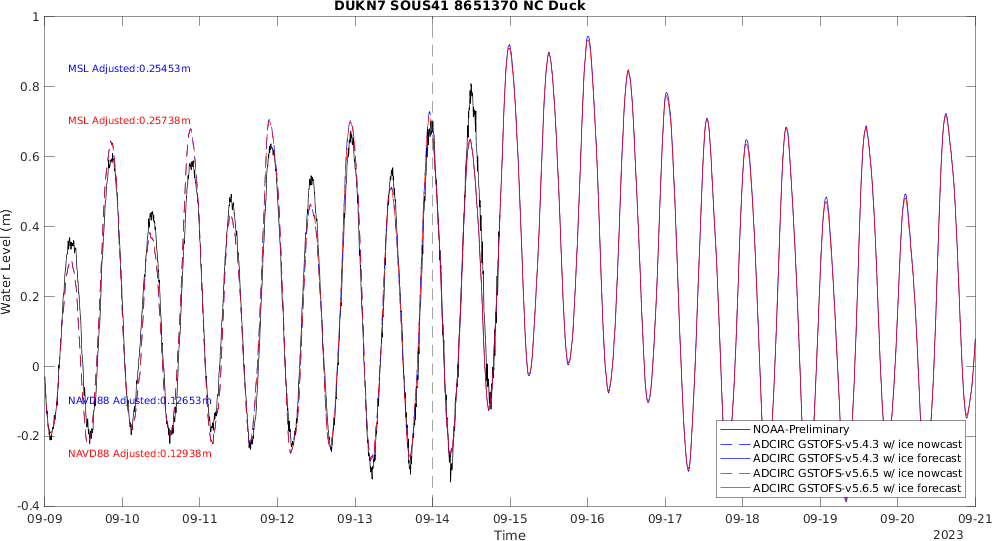 DUKN7 SOUS41 8651370 NC Duck
1
0.8
0.6
0.4
0.2
0
-0.2
-0.4
Water Level (m)
MSL Adjusted:0.25453m
MSL Adjusted:0.25738m
NAVD88 Adjusted:0.12653m
NAVD88 Adjusted:0.12938m
NOAA-Preliminary
ADCIRC GSTOFS-v5.4.3 w/ ice nowcast
ADCIRC GSTOFS-v5.4.3 w/ ice forecast
ADCIRC GSTOFS-v5.6.5 w/ ice nowcast
ADCIRC GSTOFS-v5.6.5 w/ ice forecast
09-09 09-10 09-11 09-12 09-13 09-14 09-15 09-16 09-17 09-18 09-19 09-20 09-21
Time
2023